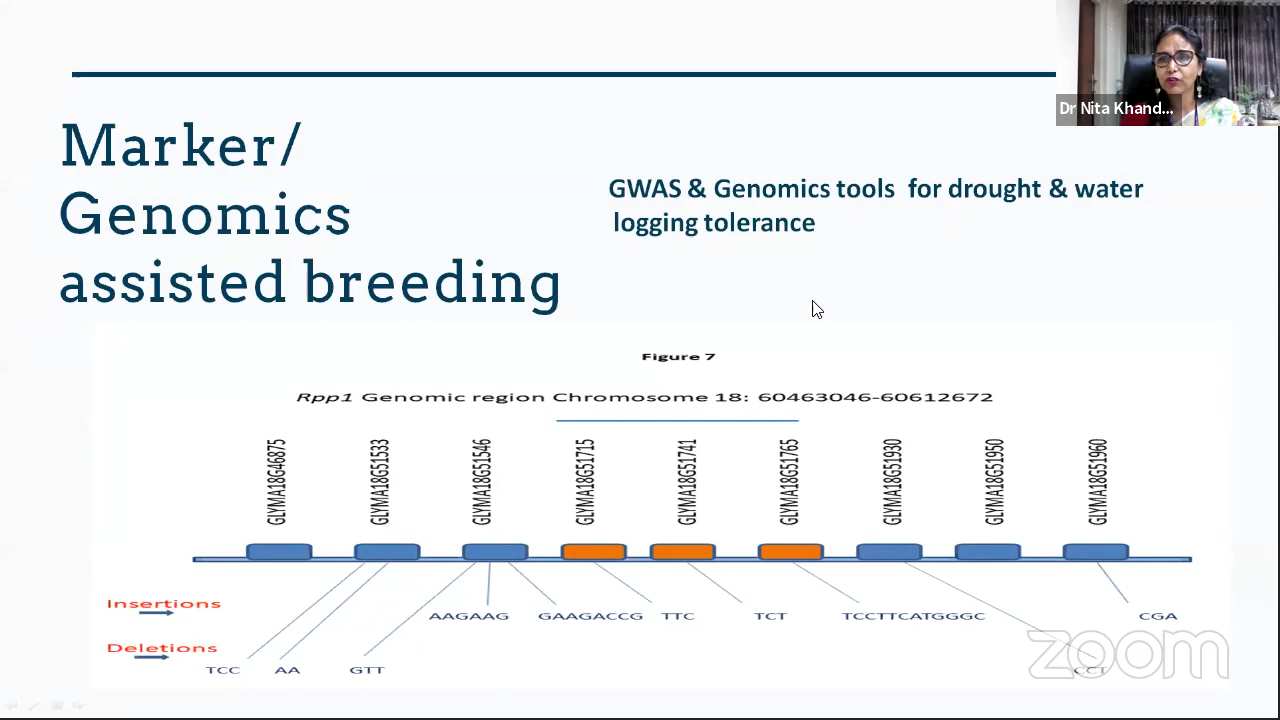 Dr Nita Khand...
Marker/
Genomics
assisted breeding
GWAS & Genomics tools for drought & water
logging tolerance
Figure 7
Rpp1 Genomic region Chromosome 18: 60463046-60612672
GLYMA18G46875
GLYMA18G51533
GLYMA18G51546
GLYMA18G51715
GLYMA18G51741
GLYMA18G51765
GLYMA18G51930
GLYMA18G51950
GLYMA18G51960
Insertions
AAGAAG GAAGACCG TTC TCT TCCTTCATGGGC CGA
Deletions
TCC AA GTT CCT
zoom